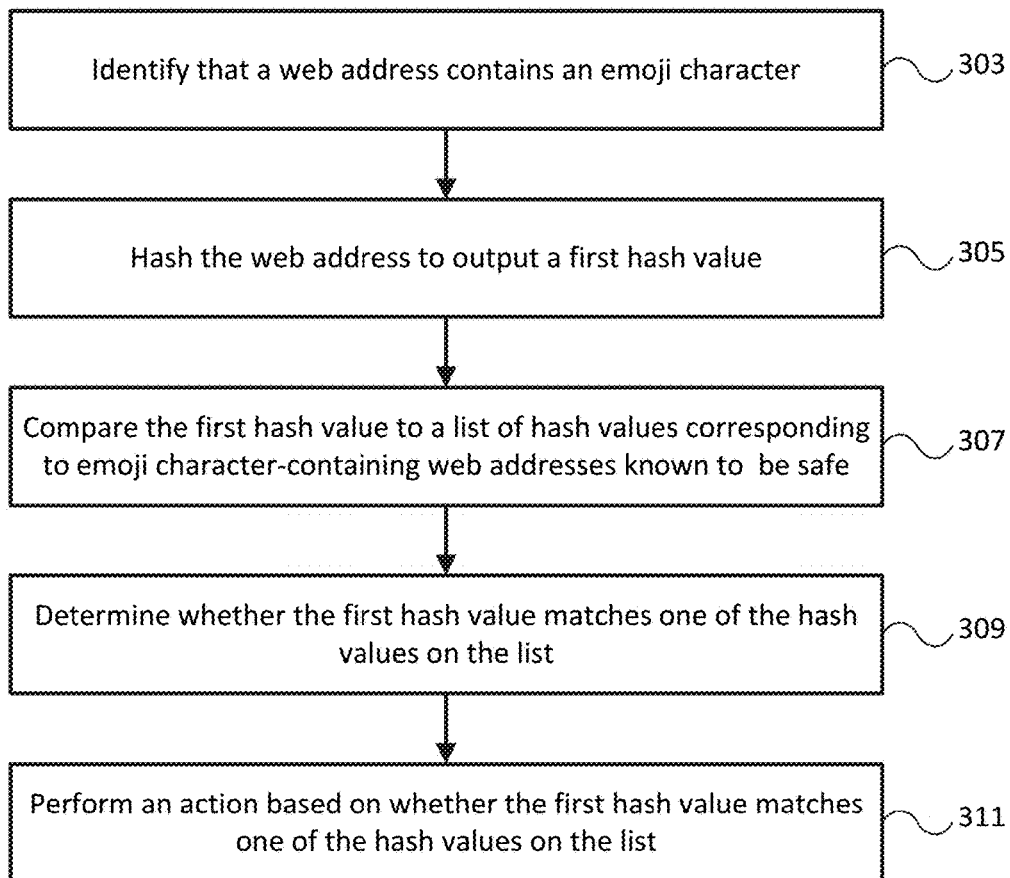 Identify that a web address contains an emoji character
303
Hash the web address to output a first hash value
305
Compare the first hash value to a list of hash values corresponding
to emoji character-containing web addresses known to be safe
307
Determine whether the first hash value matches one of the hash
values on the list
309
Perform an action based on whether the first hash value matches
one of the hash values on the list
311